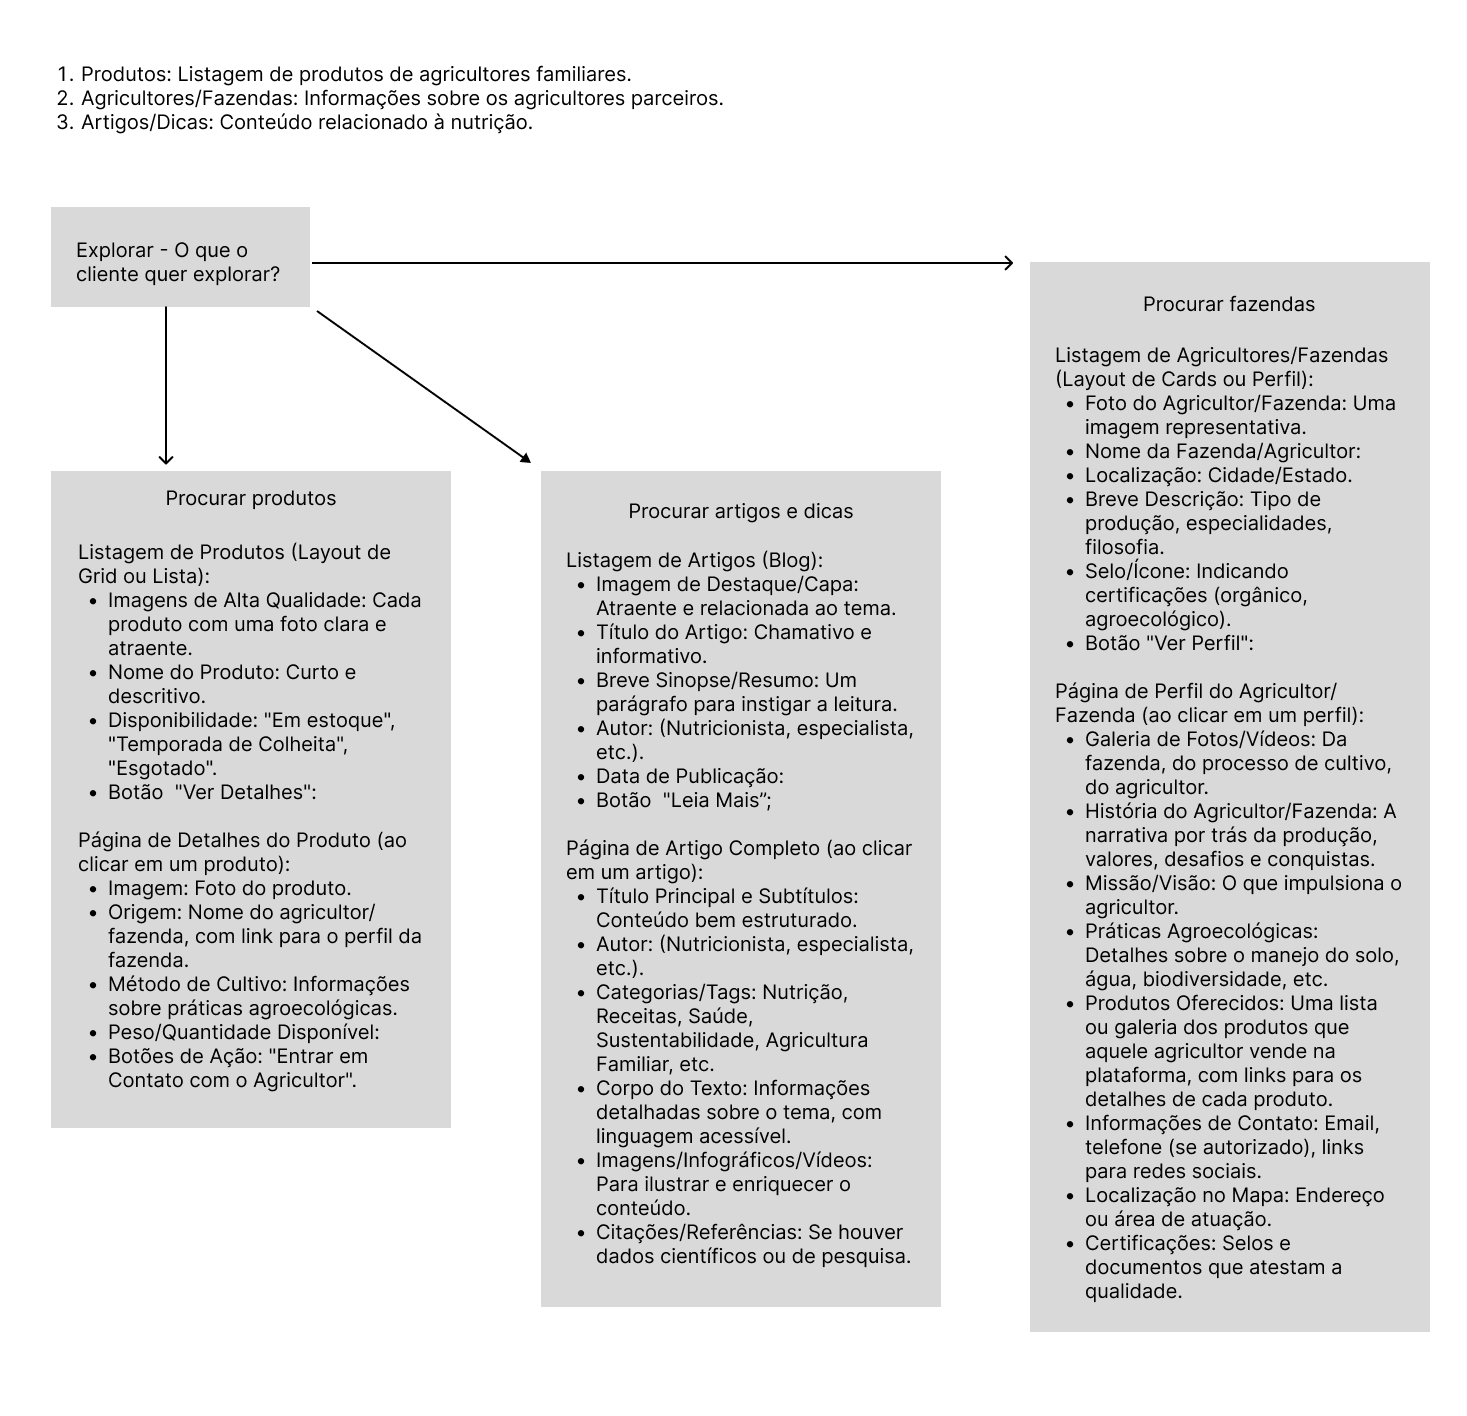 1. Produtos: Listagem de produtos de agricultores familiares.
2. Agricultores/Fazendas: Informações sobre os agricultores parceiros.
3. Artigos/Dicas: Conteúdo relacionado à nutrição.
Explorar - O que o
cliente quer explorar?
Procurar produtos
Listagem de Produtos (Layout de
Grid ou Lista):
• Imagens de Alta Qualidade: Cada
produto com uma foto clara e
atraente.
• Nome do Produto: Curto e
descritivo.
• Disponibilidade: "Em estoque",
"Temporada de Colheita",
"Esgotado".
• Botão  "Ver Detalhes":
Página de Detalhes do Produto (ao
clicar em um produto):
• Imagem: Foto do produto.
• Origem: Nome do agricultor/
fazenda, com link para o perfil da
fazenda.
• Método de Cultivo: Informações
sobre práticas agroecológicas.
• Peso/Quantidade Disponível:
• Botões de Ação: "Entrar em
Contato com o Agricultor".
Procurar artigos e dicas
Listagem de Artigos (Blog):
• Imagem de Destaque/Capa:
Atraente e relacionada ao tema.
• Título do Artigo: Chamativo e
informativo.
• Breve Sinopse/Resumo: Um
parágrafo para instigar a leitura.
• Autor: (Nutricionista, especialista,
etc.).
• Data de Publicação:
• Botão  "Leia Mais”;
Página de Artigo Completo (ao clicar
em um artigo):
• Título Principal e Subtítulos:
Conteúdo bem estruturado.
• Autor: (Nutricionista, especialista,
etc.).
• Categorias/Tags: Nutrição,
Receitas, Saúde,
Sustentabilidade, Agricultura
Familiar, etc.
• Corpo do Texto: Informações
detalhadas sobre o tema, com
linguagem acessível.
• Imagens/Infográficos/Vídeos:
Para ilustrar e enriquecer o
conteúdo.
• Citações/Referências: Se houver
dados científicos ou de pesquisa.
Procurar fazendas
Listagem de Agricultores/Fazendas
(Layout de Cards ou Perfil):
• Foto do Agricultor/Fazenda: Uma
imagem representativa.
• Nome da Fazenda/Agricultor:
• Localização: Cidade/Estado.
• Breve Descrição: Tipo de
produção, especialidades,
filosofia.
• Selo/Ícone: Indicando
certificações (orgânico,
agroecológico).
• Botão "Ver Perfil":
Página de Perfil do Agricultor/
Fazenda (ao clicar em um perfil):
• Galeria de Fotos/Vídeos: Da
fazenda, do processo de cultivo,
do agricultor.
• História do Agricultor/Fazenda: A
narrativa por trás da produção,
valores, desafios e conquistas.
• Missão/Visão: O que impulsiona o
agricultor.
• Práticas Agroecológicas:
Detalhes sobre o manejo do solo,
água, biodiversidade, etc.
• Produtos Oferecidos: Uma lista
ou galeria dos produtos que
aquele agricultor vende na
plataforma, com links para os
detalhes de cada produto.
• Informações de Contato: Email,
telefone (se autorizado), links
para redes sociais.
• Localização no Mapa: Endereço
ou área de atuação.
• Certificações: Selos e
documentos que atestam a
qualidade.